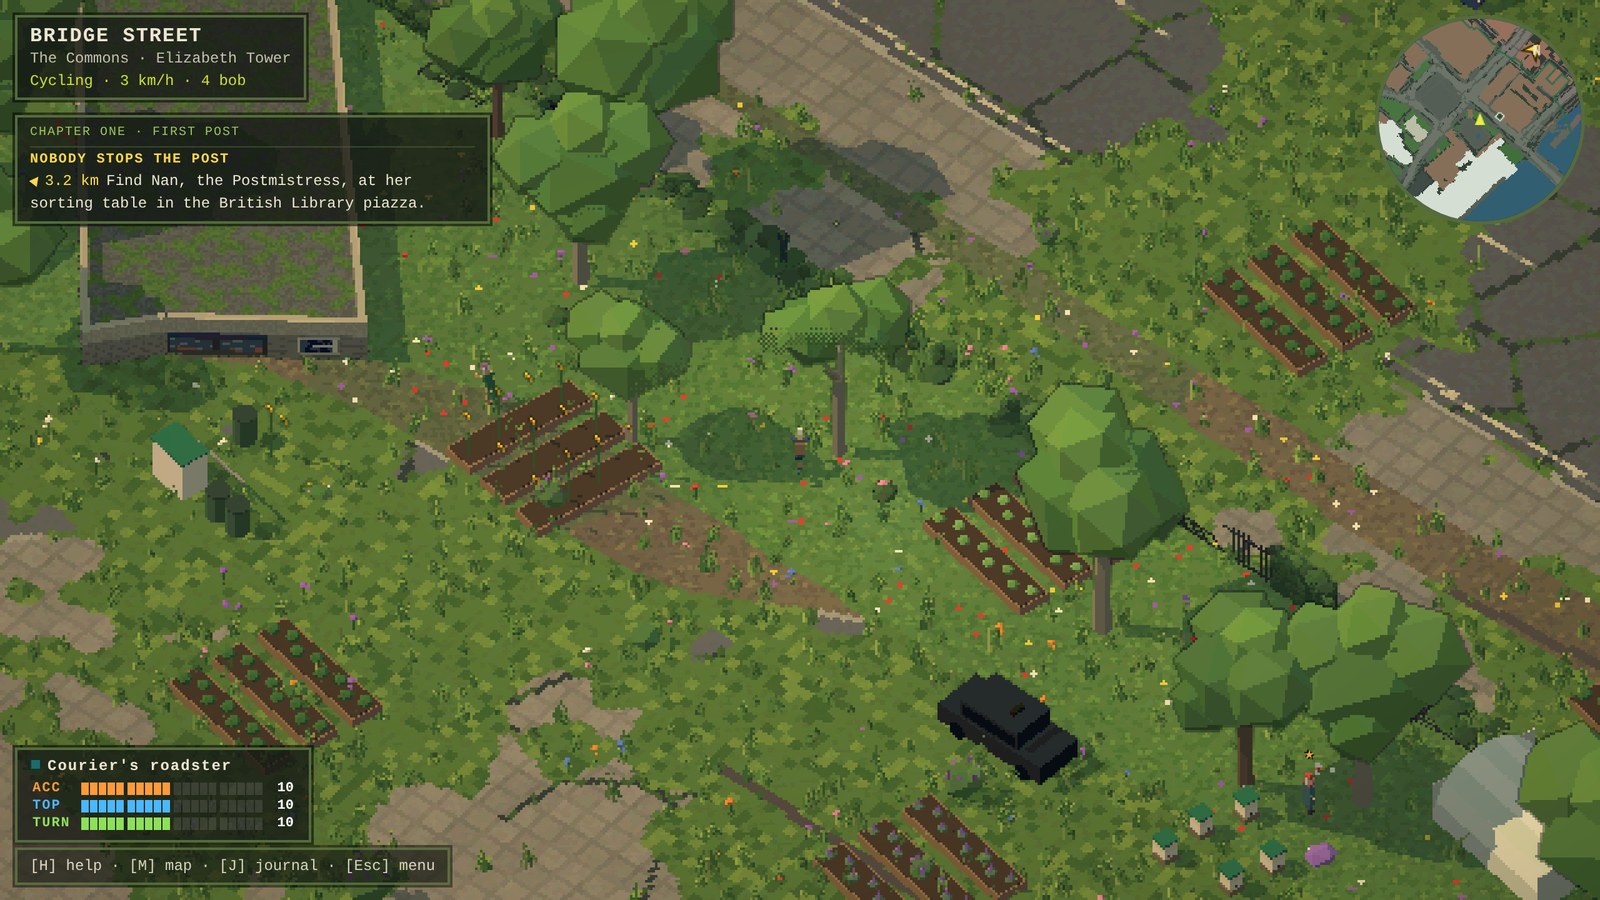 BRIDGE STREET
The Commons · Elizabeth Tower
Cycling · 3 km/h · 4 bob
CHAPTER ONE · FIRST POST
NOBODY STOPS THE POST
3.2 km Find Nan, the Postmistress, at her
sorting table in the British Library piazza.
Courier's roadster
ACC 10
TOP 10
TURN 10
[H] help · [M] map · [J] journal · [Esc] menu